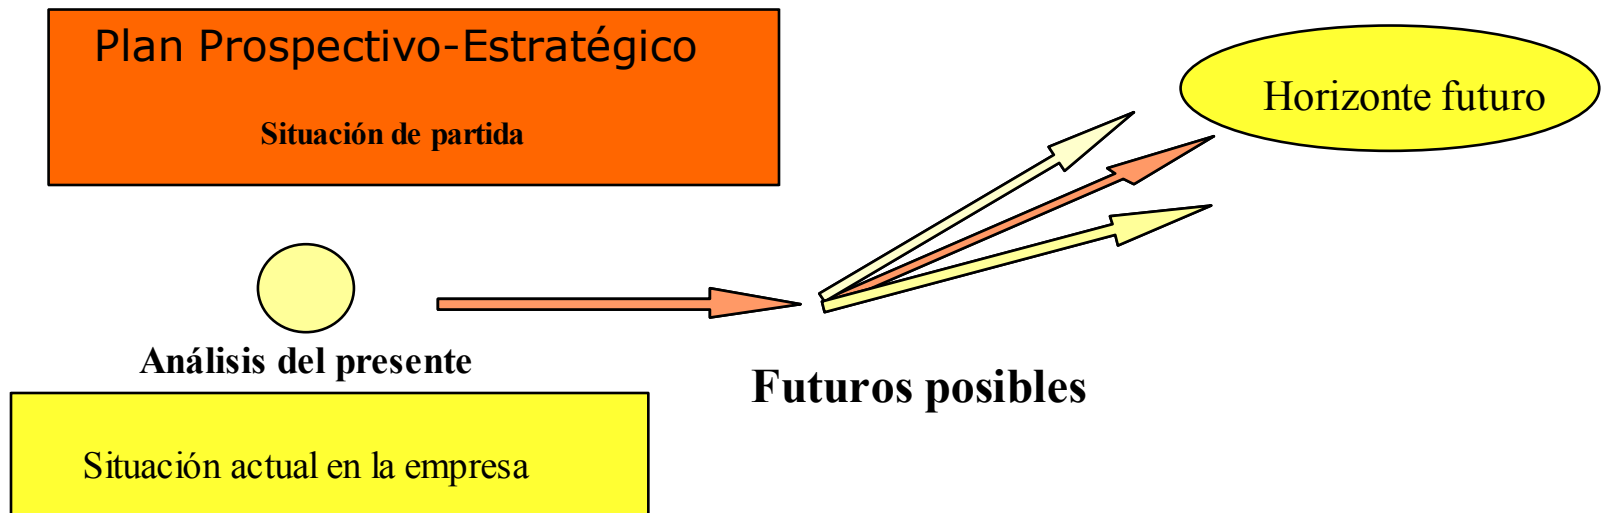 Plan Prospectivo-Estratégico
Situación de partida
Horizonte futuro
Análisis del presente
Futuros posibles
Situación actual en la empresa